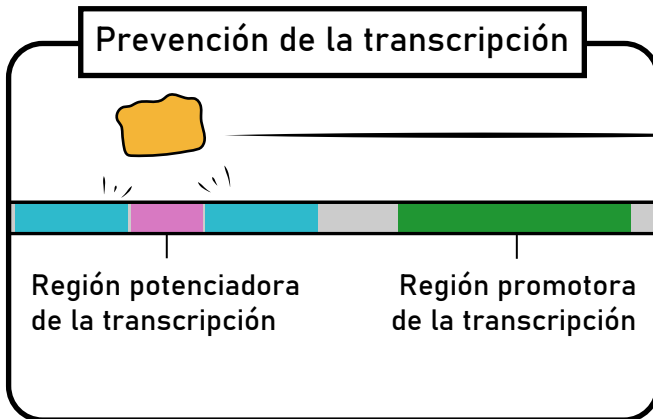 Prevención de la transcripción
Región potenciadora
de la transcripción
Región promotora
de la transcripción